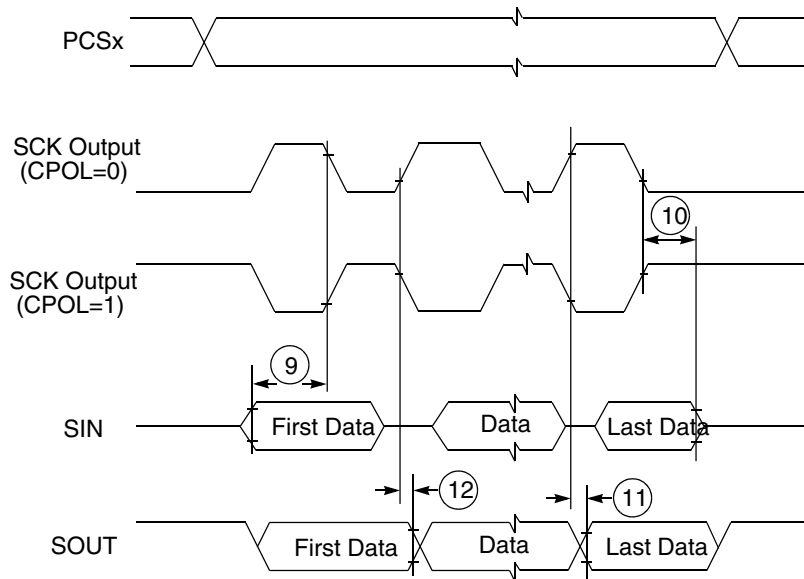 PCSx
SCK Output
(CPOL=0)
10
SCK Output
(CPOL=1)
9
SIN
First Data
Data
Last Data
12
11
SOUT
First Data
Data
Last Data